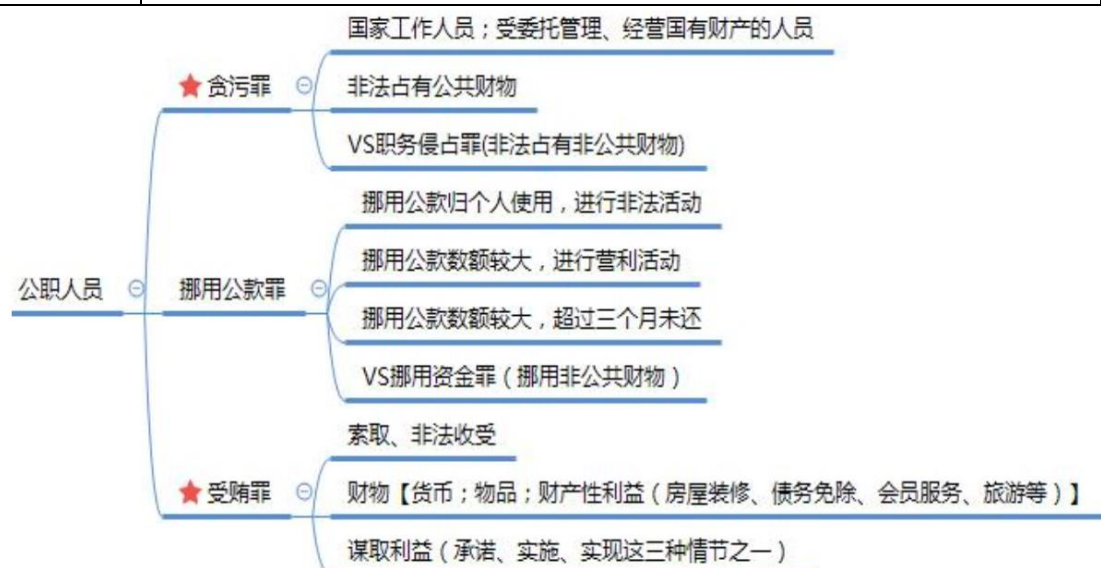 国家工作人员；受委托管理、经营国有财产的人员
贪污罪
非法占有公共财物
VS职务侵占罪(非法占有非公共财物)
挪用公款归个人使用，进行非法活动
挪用公款数额较大，进行营利活动
公职人员
挪用公款罪
挪用公款数额较大，超过三个月未还
VS挪用资金罪（挪用非公共财物）
索取、非法收受
受贿罪
财物【货币；物品；财产性利益（房屋装修、债务免除、会员服务、旅游等）】
谋取利益（承诺、实施、实现这三种情节之一）